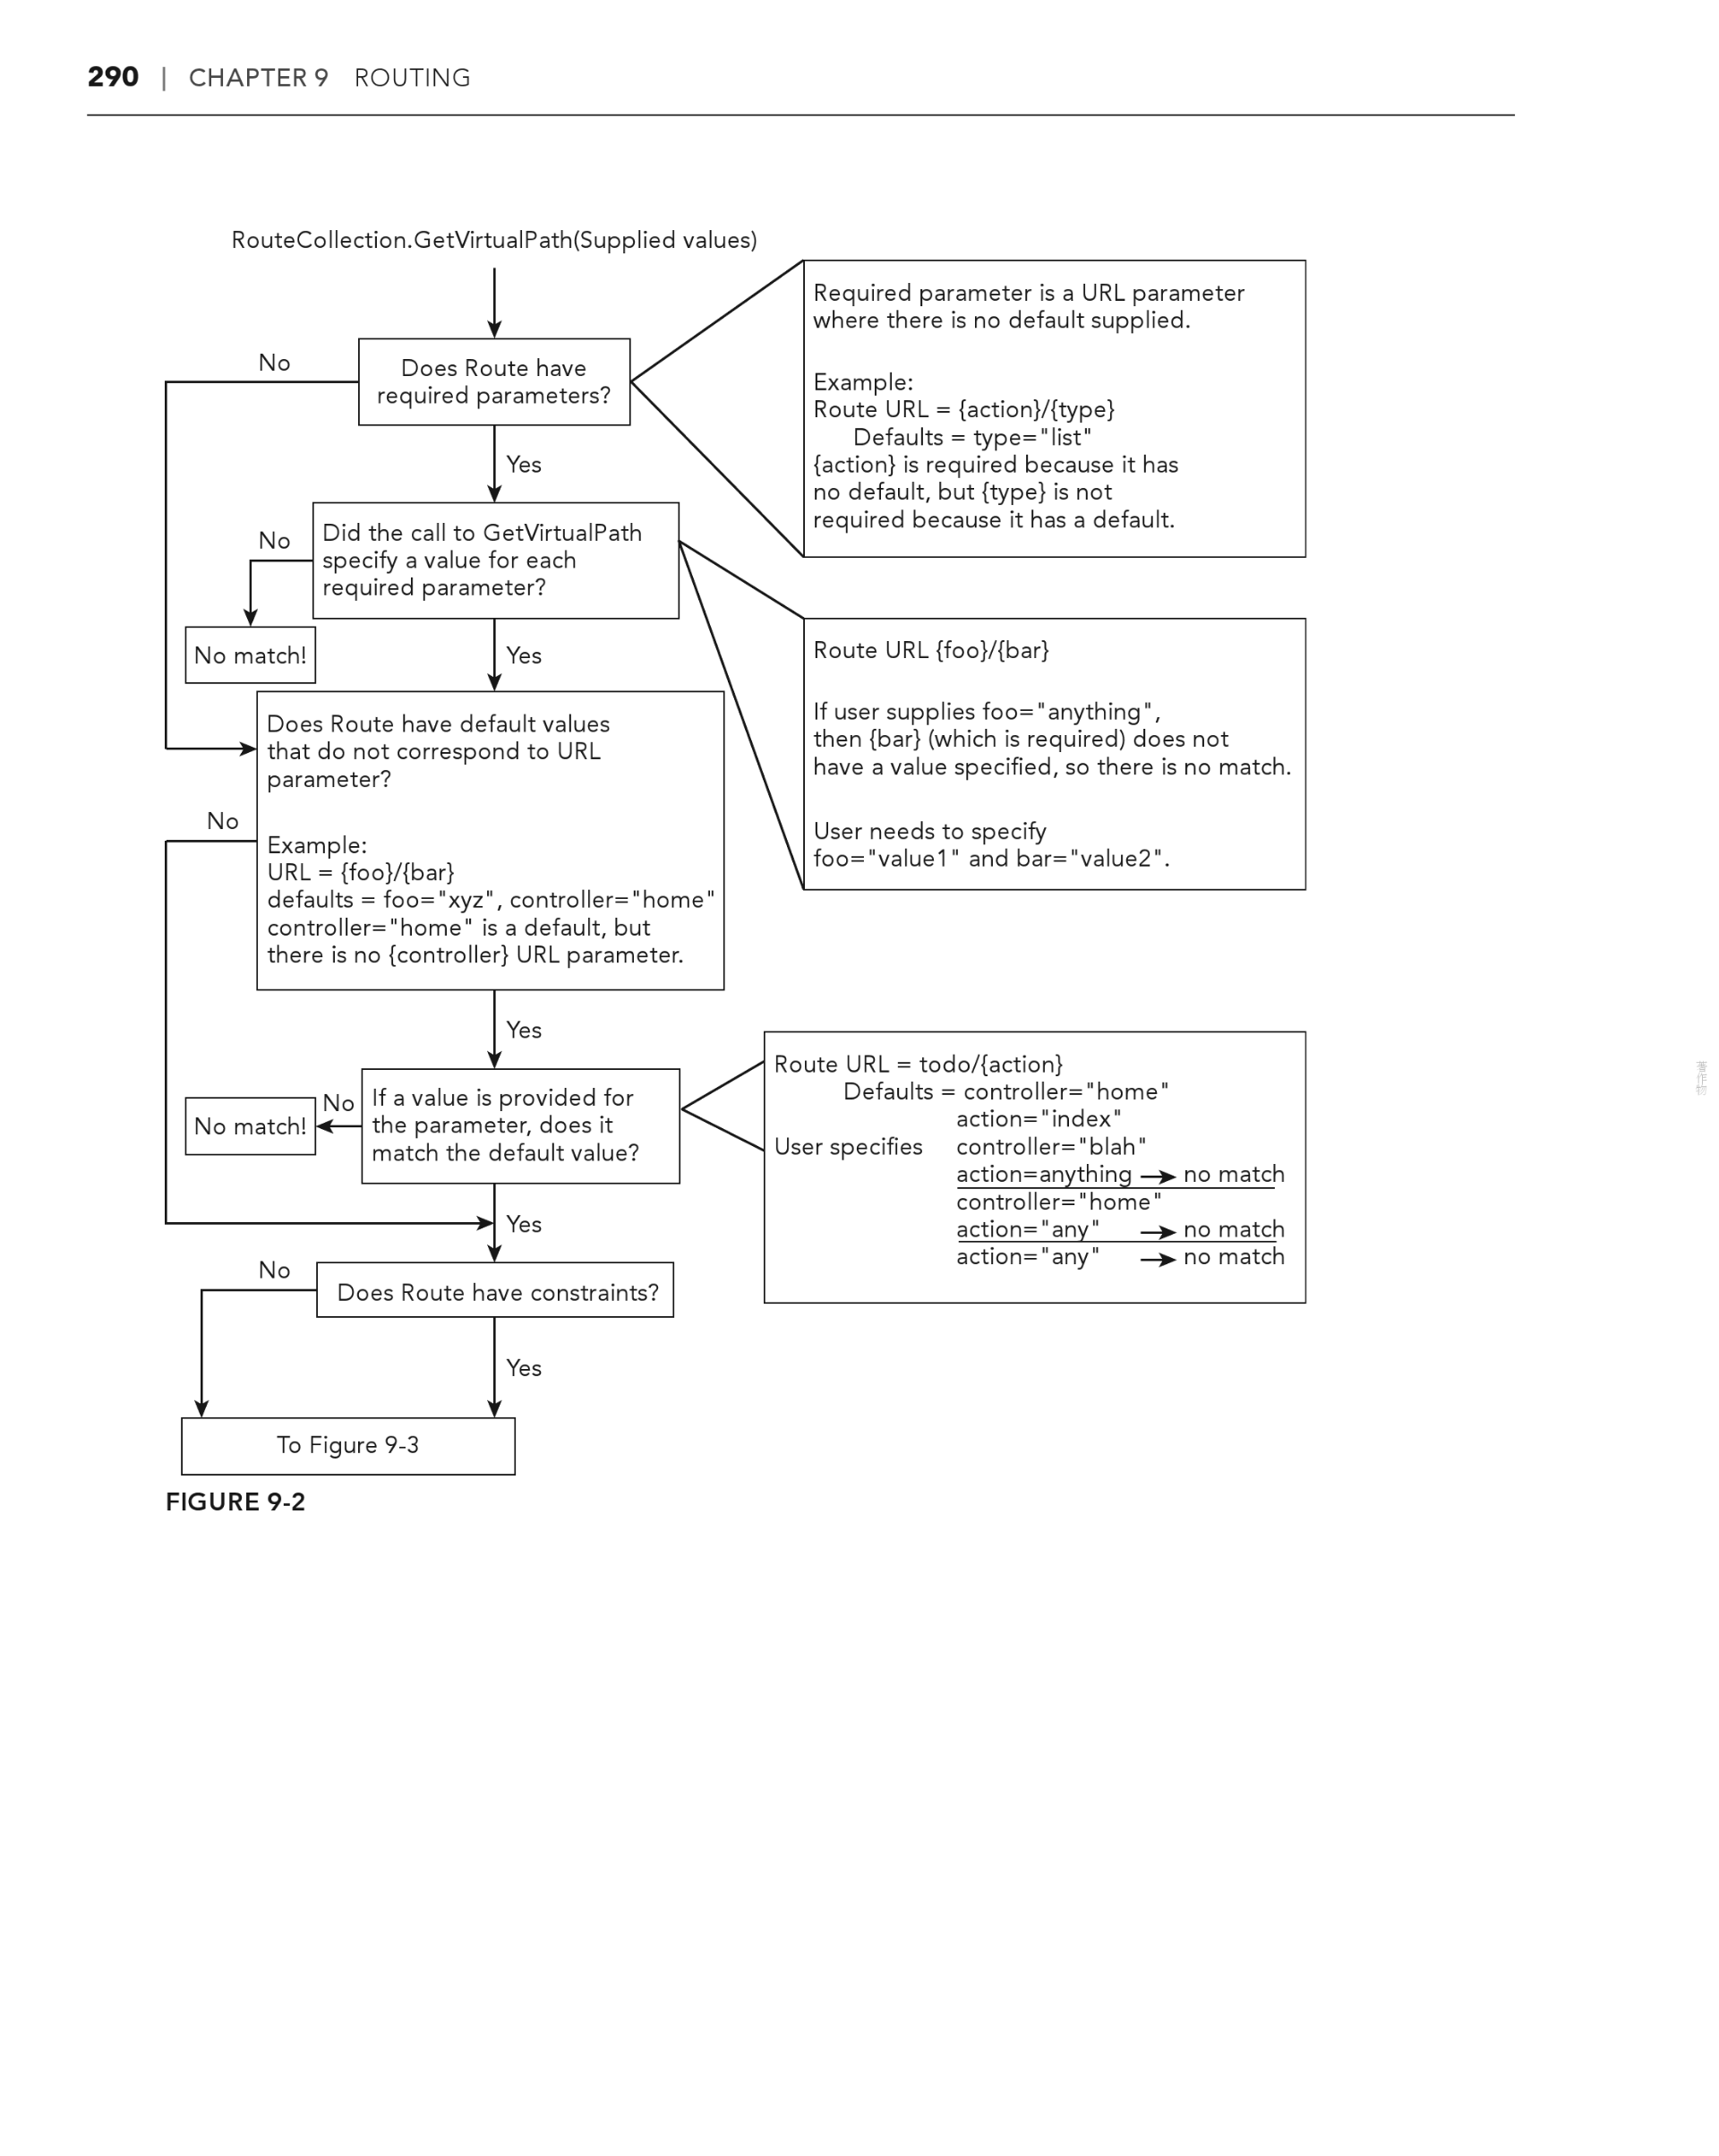 290 | CHAPTER 9 ROUTING
RouteCollection.GetVirtualPath(Supplied values)
Does Route have
required parameters?
No
Yes
Required parameter is a URL parameter
where there is no default supplied.
Example:
Route URL = {action}/{type}
Defaults = type="list"
{action} is required because it has
no default, but {type} is not
required because it has a default.
Did the call to GetVirtualPath
specify a value for each
required parameter?
No
No match!
Yes
Route URL {foo}/{bar}
If user supplies foo="anything",
then {bar} (which is required) does not
have a value specified, so there is no match.
User needs to specify
foo="value1" and bar="value2".
Does Route have default values
that do not correspond to URL
parameter?
Example:
URL = {foo}/{bar}
defaults = foo="xyz", controller="home"
controller="home" is a default, but
there is no {controller} URL parameter.
No
Yes
If a value is provided for
the parameter, does it
match the default value?
No
No match!
Yes
Route URL = todo/{action}
Defaults = controller="home"
action="index"
User specifies controller="blah"
action=anything → no match
controller="home"
action="any" → no match
action="any" → no match
Does Route have constraints?
No
Yes
To Figure 9-3
FIGURE 9-2
著作物